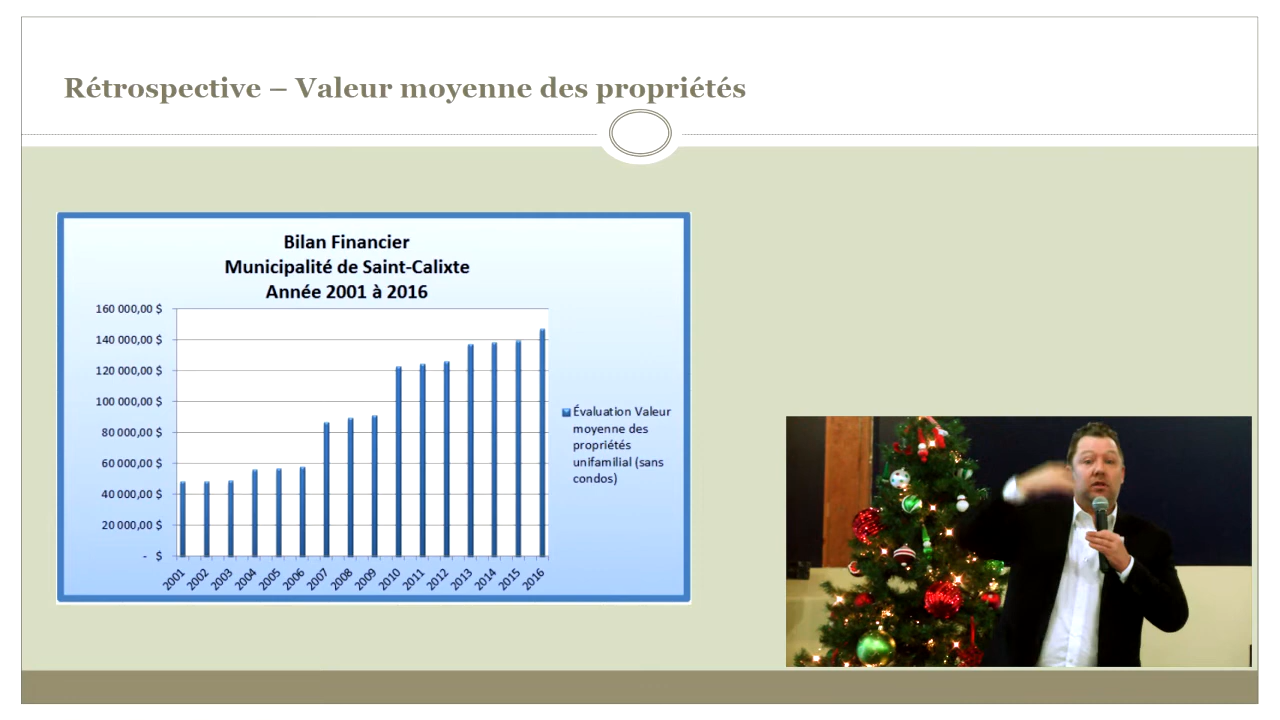 Rétrospective – Valeur moyenne des propriétés
Bilan Financier
Municipalité de Saint-Calixte
Année 2001 à 2016
160 000,00 $
140 000,00 $
120 000,00 $
100 000,00 $
80 000,00 $
60 000,00 $
40 000,00 $
20 000,00 $
- $
2001 2002 2003 2004 2005 2006 2007 2008 2009 2010 2011 2012 2013 2014 2015 2016
Évaluation Valeur
moyenne des
propriétés
unifamilial (sans
condos)